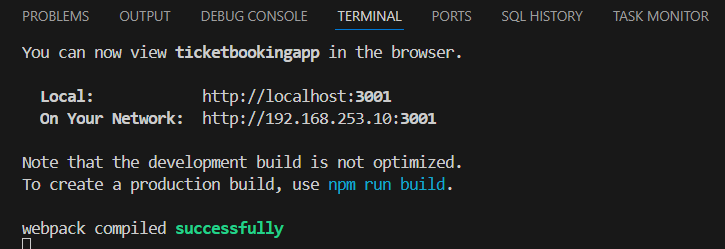 PROBLEMS OUTPUT DEBUG CONSOLE TERMINAL PORTS SQL HISTORY TASK MONITOR
You can now view ticketbookingapp in the browser.
Local: http://localhost:3001
On Your Network: http://192.168.253.10:3001
Note that the development build is not optimized.
To create a production build, use npm run build.
webpack compiled successfully